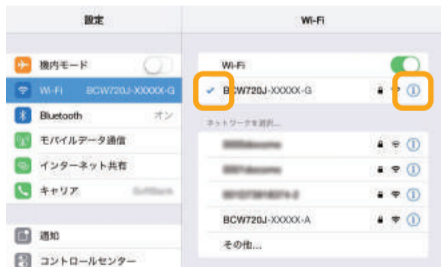 設定
機内モード
Wi-Fi BCW720J-XXXXX-G
Bluetooth オン
モバイルデータ通信
インターネット共有
キャリア
通知
コントロールセンター
Wi-Fi
Wi-Fi
BCW720J-XXXXX-G
ネットワークを選択...
BCW720J-XXXXX-A
その他...